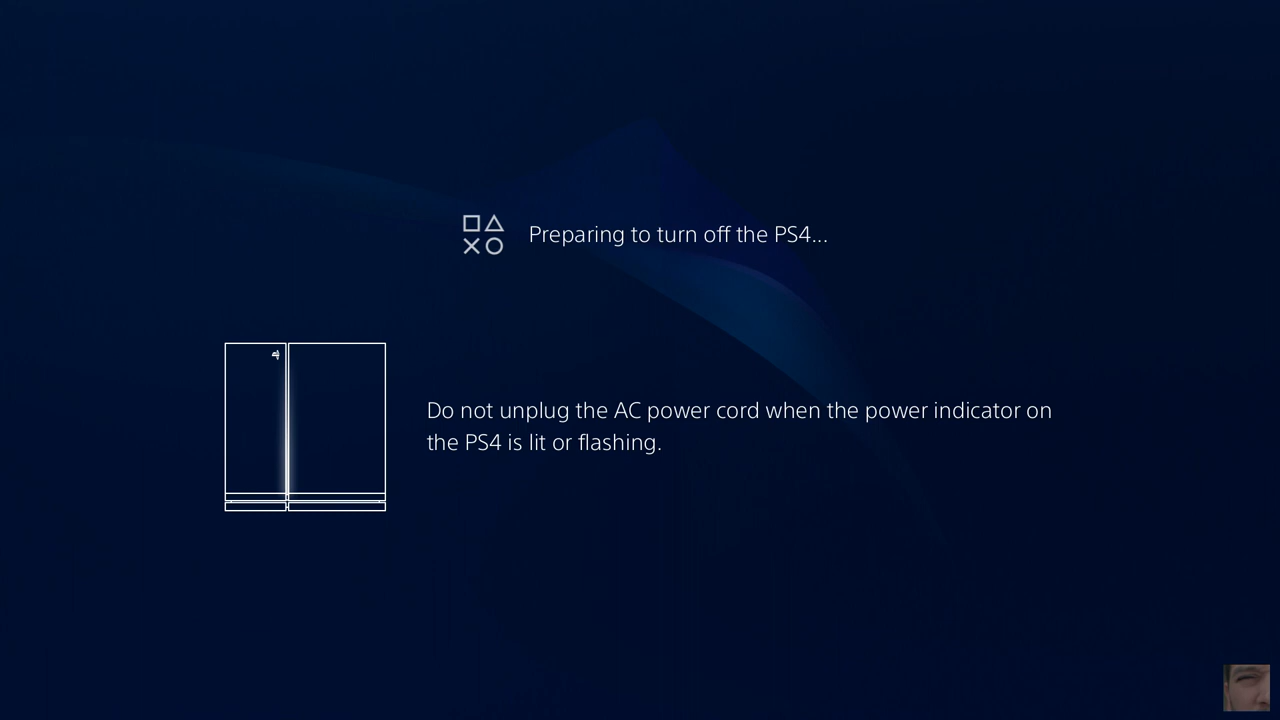 Preparing to turn off the PS4...
Do not unplug the AC power cord when the power indicator on
the PS4 is lit or flashing.